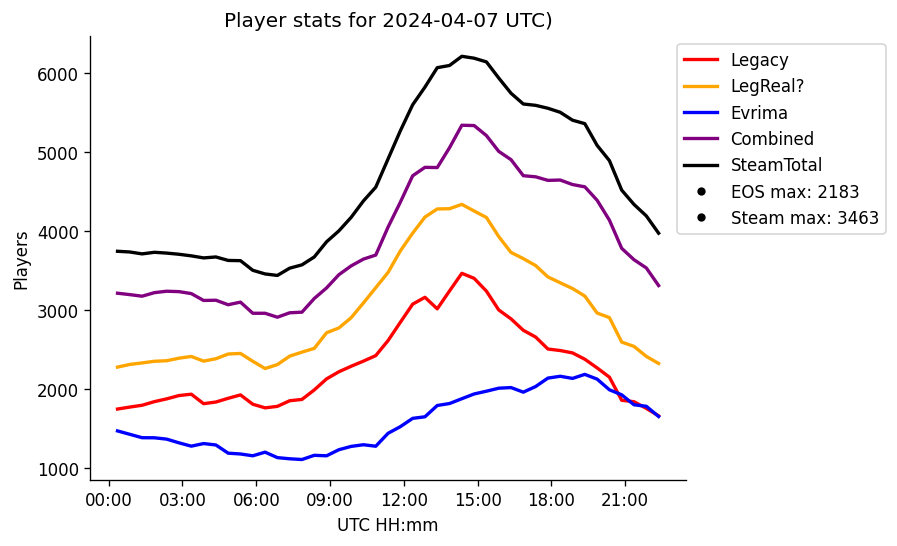 Player stats for 2024-04-07 UTC)
Players
6000
5000
4000
3000
2000
1000
00:00 03:00 06:00 09:00 12:00 15:00 18:00 21:00
UTC HH:mm
Legacy
LegReal?
Evrima
Combined
SteamTotal
EOS max: 2183
Steam max: 3463